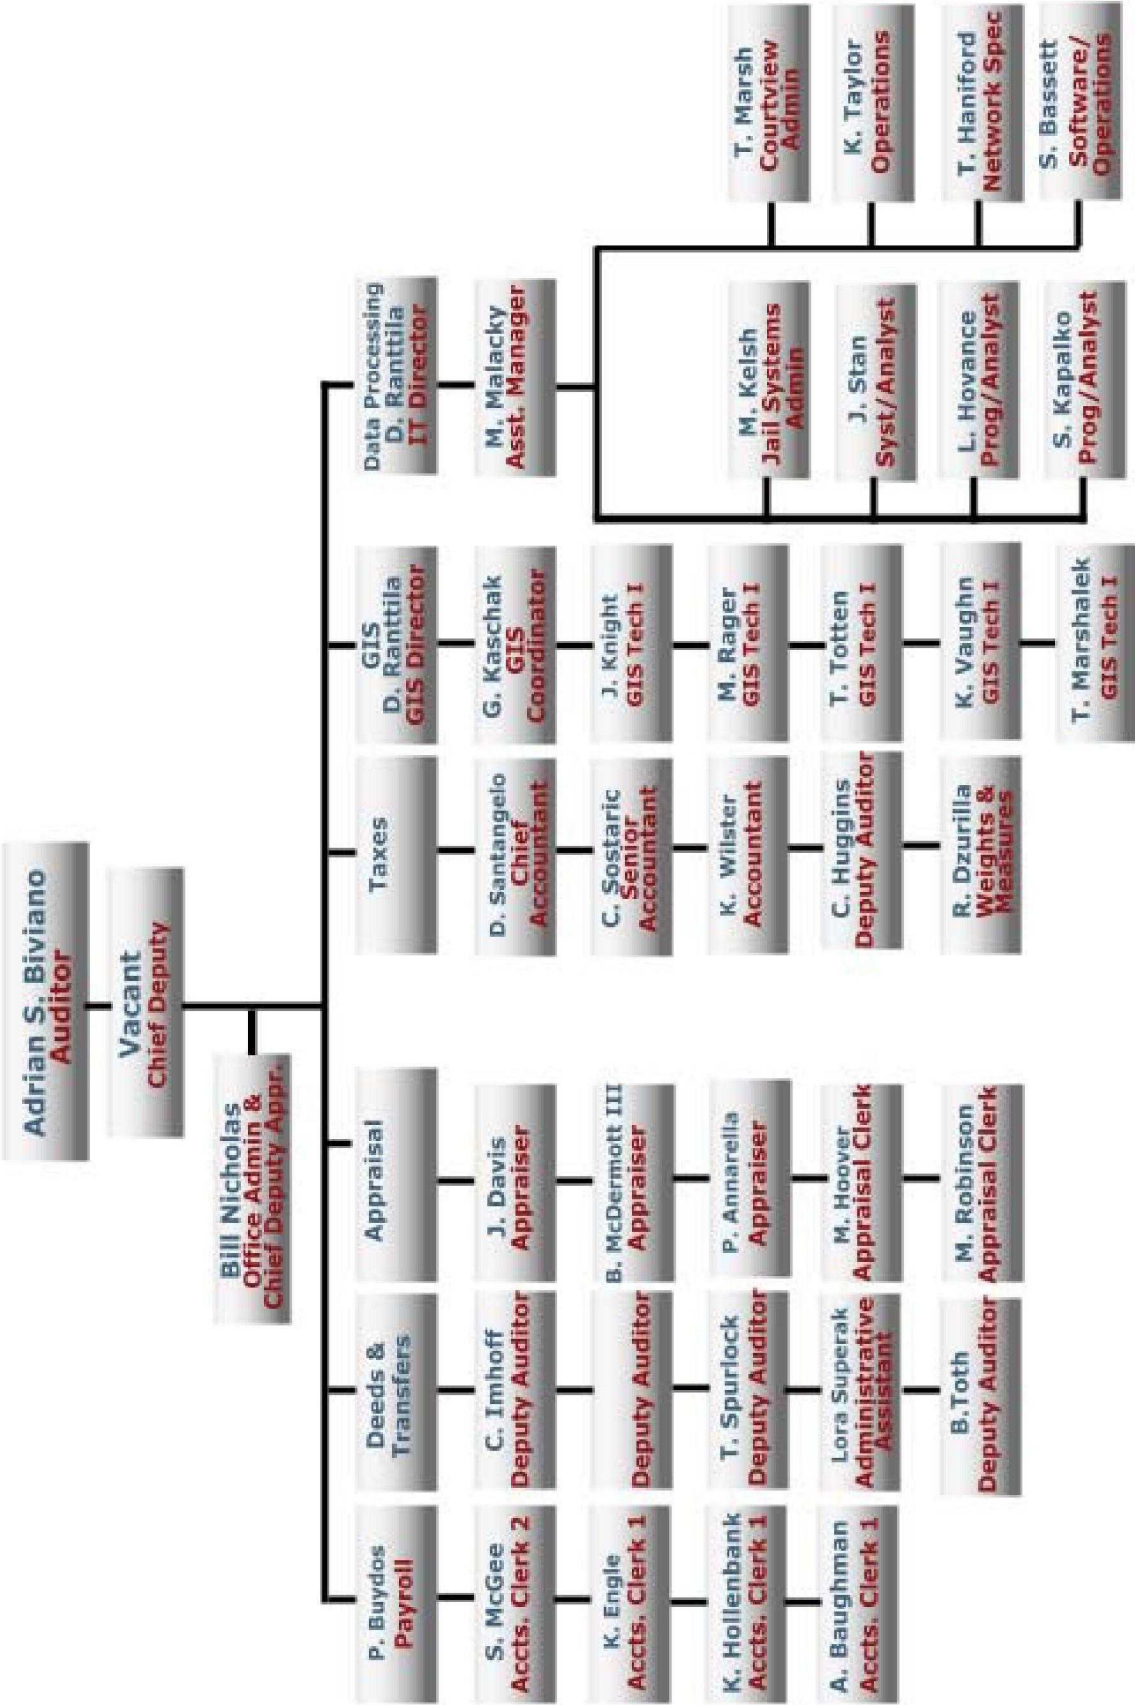 Adrian S. Biviano
Auditor
Vacant
Chief Deputy
Bill Nicholas
Office Admin &
Chief Deputy Appr.
P. Buydos
Payroll
S. McGee
Accts. Clerk 2
K. Engle
Accts. Clerk 1
K. Hollenbank
Accts. Clerk 1
A. Baughman
Accts. Clerk 1
Deeds &
Transfers
C. Imhoff
Deputy Auditor
Deputy Auditor
T. Spurlock
Deputy Auditor
Lora Superak
Administrative
Assistant
B.Toth
Deputy Auditor
Appraisal
J. Davis
Appraiser
B. McDermott III
Appraiser
P. Annarella
Appraiser
M. Hoover
Appraisal Clerk
M. Robinson
Appraisal Clerk
Taxes
D. Santangelo
Chief
Accountant
C. Sostaric
Senior
Accountant
K. Wilster
Accountant
C. Huggins
Deputy Auditor
R. Dzurilla
Weights &
Measures
GIS
D. Ranttila
GIS Director
G. Kaschak
GIS
Coordinator
J. Knight
GIS Tech I
M. Rager
GIS Tech I
T. Totten
GIS Tech I
K. Vaughn
GIS Tech I
T. Marshalek
GIS Tech I
Data Processing
D. Ranttila
IT Director
M. Malacky
Asst. Manager
M. Kelsh
Jail Systems
Admin
J. Stan
Syst/Analyst
L. Hovance
Prog/Analyst
S. Kapalko
Prog/Analyst
T. Marsh
Courtview
Admin
K. Taylor
Operations
T. Haniford
Network Spec
S. Bassett
Software/
Operations